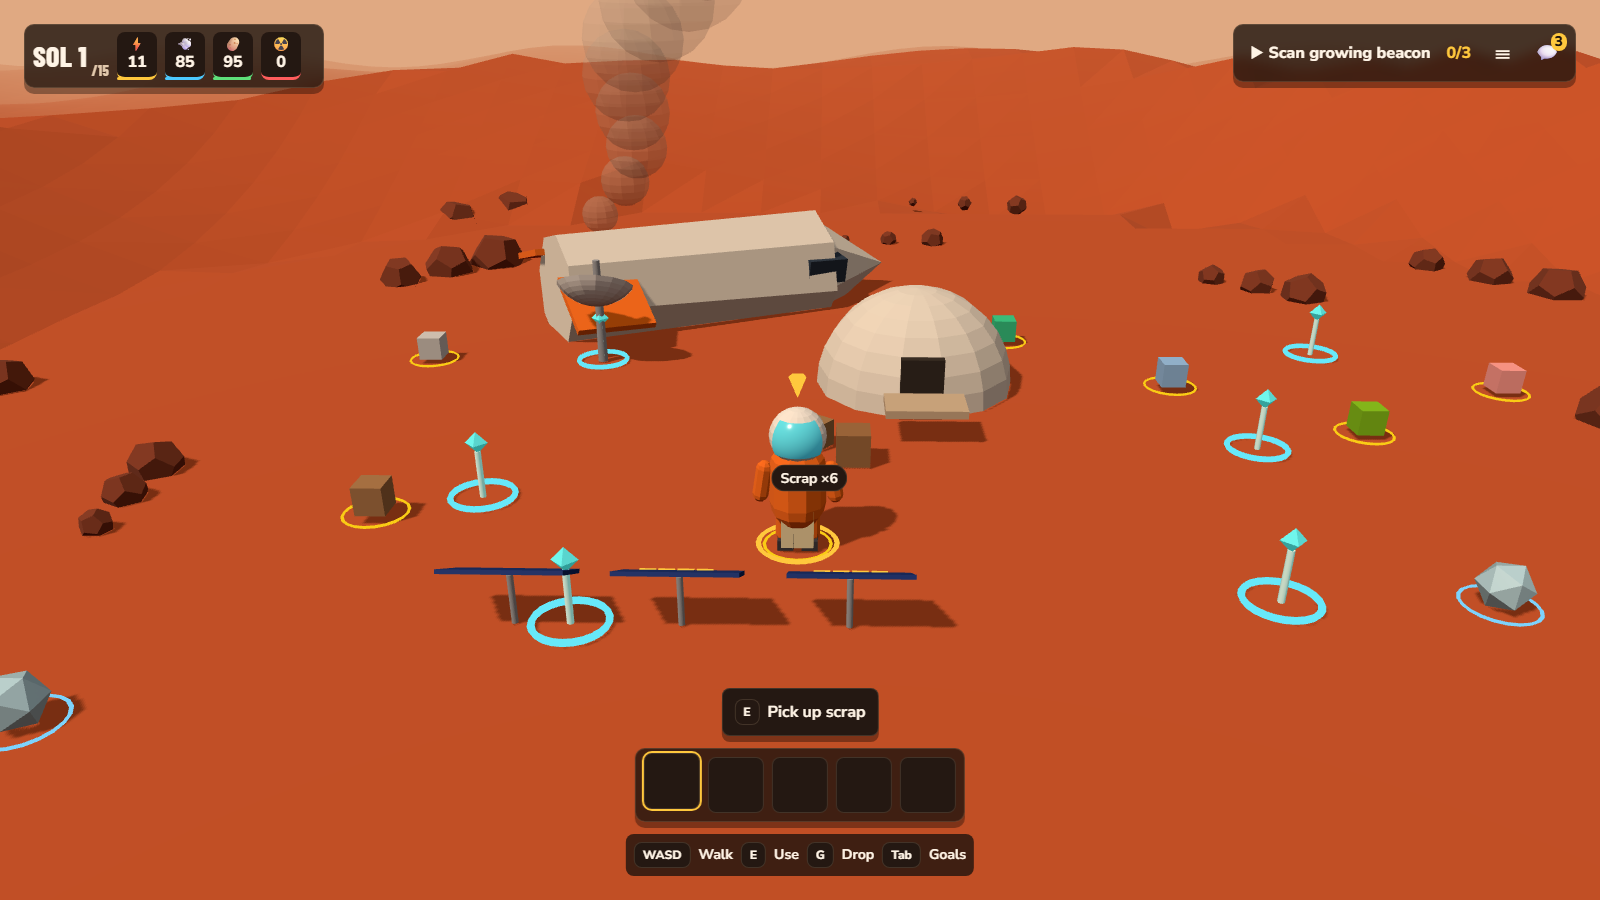 SOL 1 /15
11 85 95 0
Scan growing beacon 0/3
3
Scrap ×6
E Pick up scrap
WASD Walk E Use G Drop Tab Goals